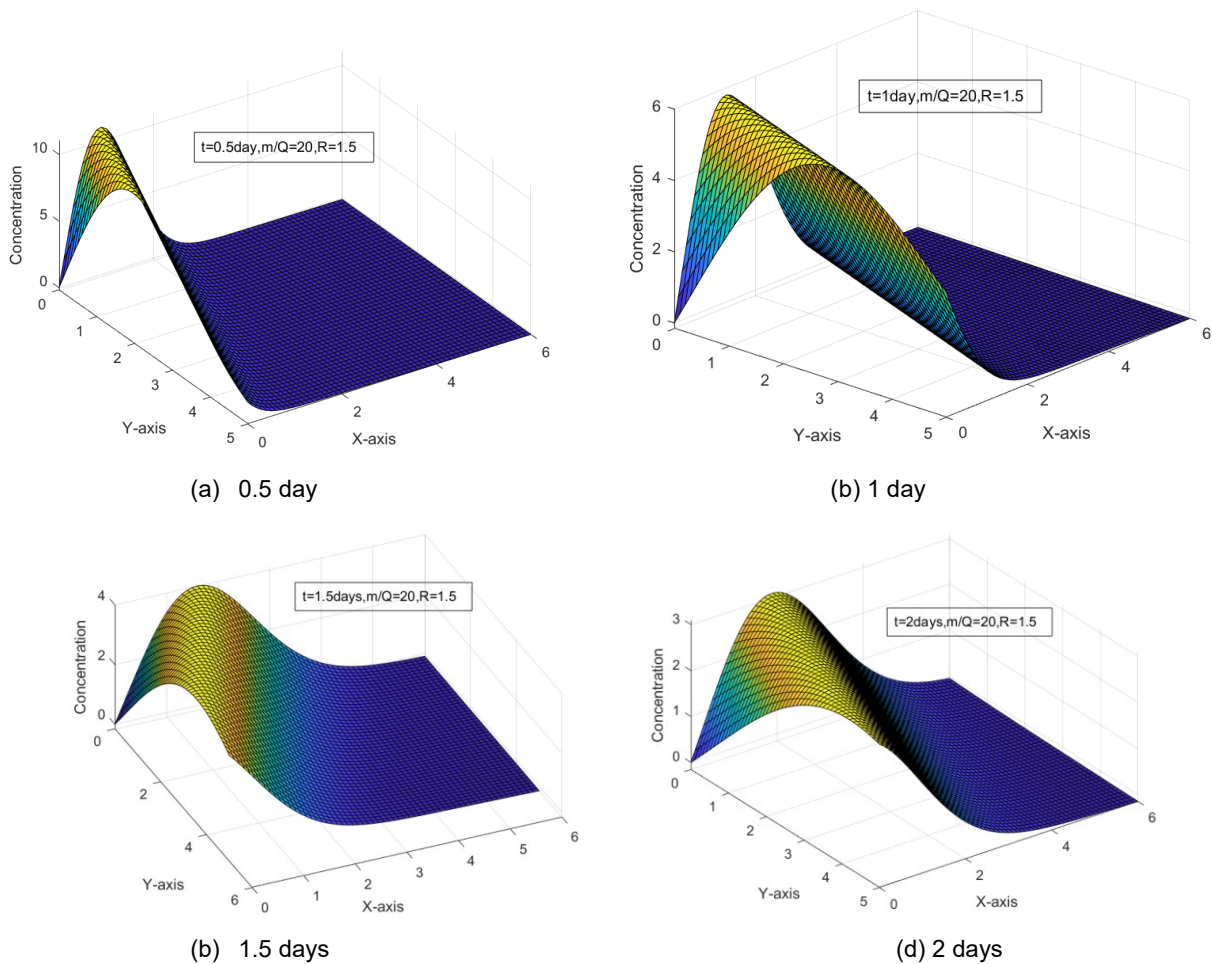 t=0.5day,m/Q=20,R=1.5
10
5
0
Concentration
0
1
2
3
4
5
Y-axis
0
2
4
6
X-axis
(a) 0.5 day
t=1day,m/Q=20,R=1.5
6
4
2
0
Concentration
0
1
2
3
4
5
Y-axis
0
2
4
6
X-axis
(b) 1 day
t=1.5days,m/Q=20,R=1.5
4
2
0
Concentration
0
2
4
6
Y-axis
0
1
2
3
4
5
6
X-axis
(b) 1.5 days
t=2days,m/Q=20,R=1.5
3
2
1
0
Concentration
0
1
2
3
4
5
Y-axis
0
2
4
6
X-axis
(d) 2 days